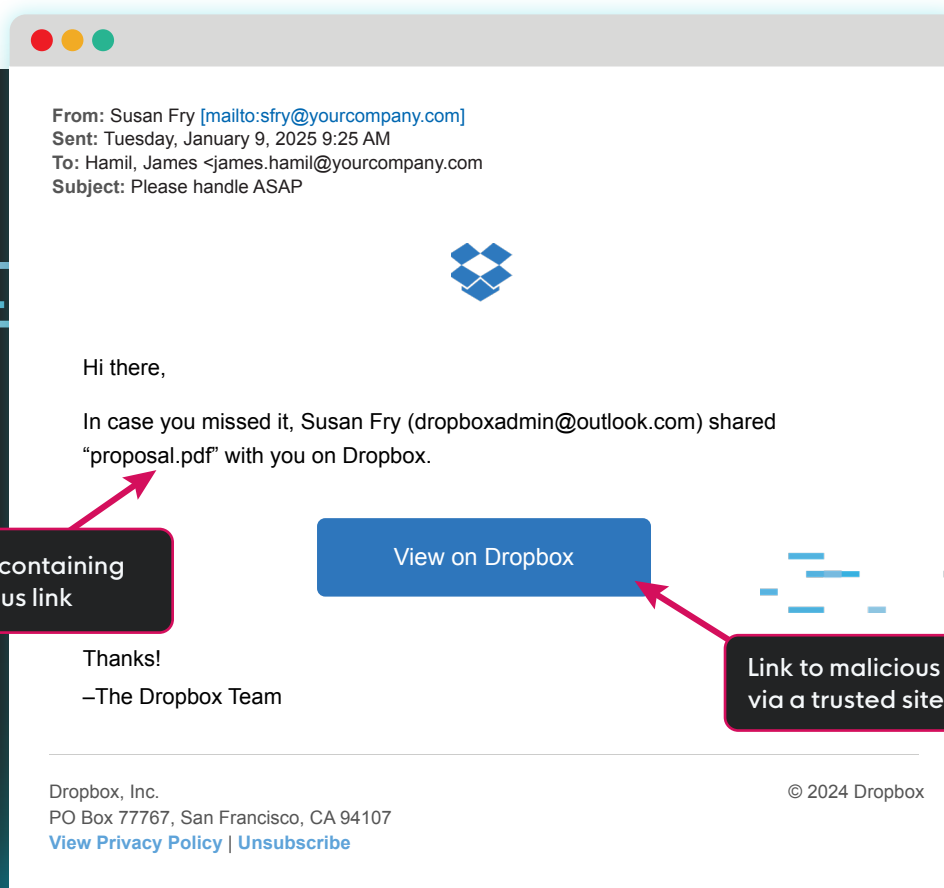 From: Susan Fry [mailto:sfry@yourcompany.com]
Sent: Tuesday, January 9, 2025 9:25 AM
To: Hamil, James <james.hamil@yourcompany.com
Subject: Please handle ASAP
Hi there,
In case you missed it, Susan Fry (dropboxadmin@outlook.com) shared
“proposal.pdf” with you on Dropbox.
containing
us link
View on Dropbox
Link to malicious
via a trusted site
Thanks!
–The Dropbox Team
Dropbox, Inc.
© 2024 Dropbox
PO Box 77767, San Francisco, CA 94107
View Privacy Policy | Unsubscribe